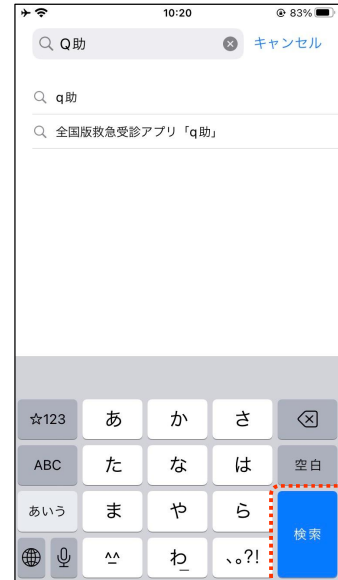 10:20
83%
Q助
キャンセル
q助
全国版救急受診アプリ「q助」
☆123
あ
か
さ
ABC
た
な
は
空白
あいう
ま
や
ら
検索
^^
わ_
、。?!